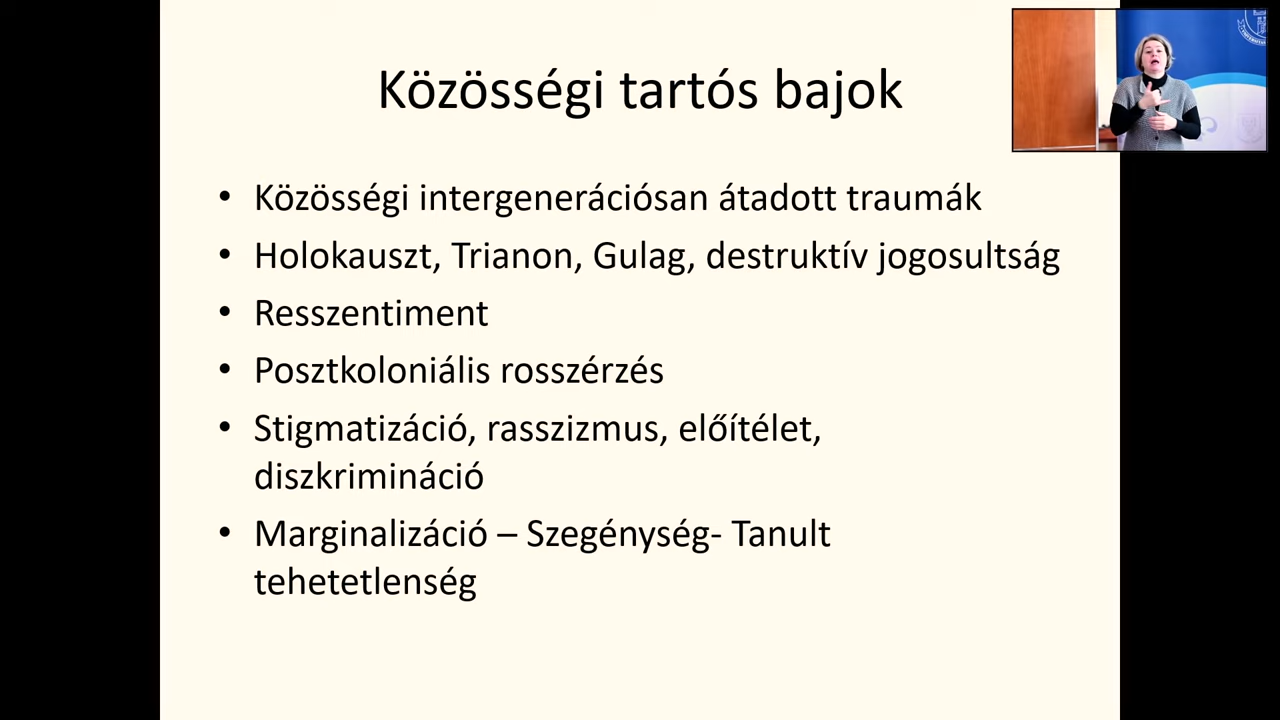 Közösségi tartós bajok
• Közösségi intergenerációsan átadott traumák
• Holokauszt, Trianon, Gulag, destruktív jogosultság
• Resszentiment
• Posztkoloniális rosszérzés
• Stigmatizáció, rasszizmus, előítélet,
diszkrimináció
• Marginalizáció – Szegénység- Tanult
tehetetlenség